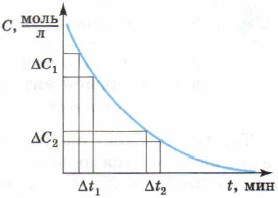 C, моль/л
ΔC₁
ΔC₂
Δt₁ Δt₂ t, мин